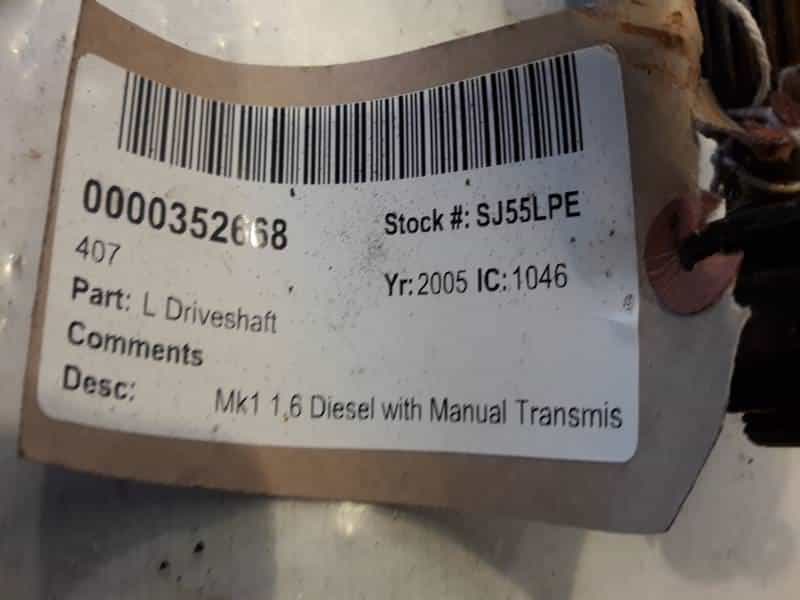 0000352668
Stock #: SJ55LPE
407
Yr: 2005 IC: 1046
Part: L Driveshaft
Comments
Desc: Mk1 1,6 Diesel with Manual Transmis